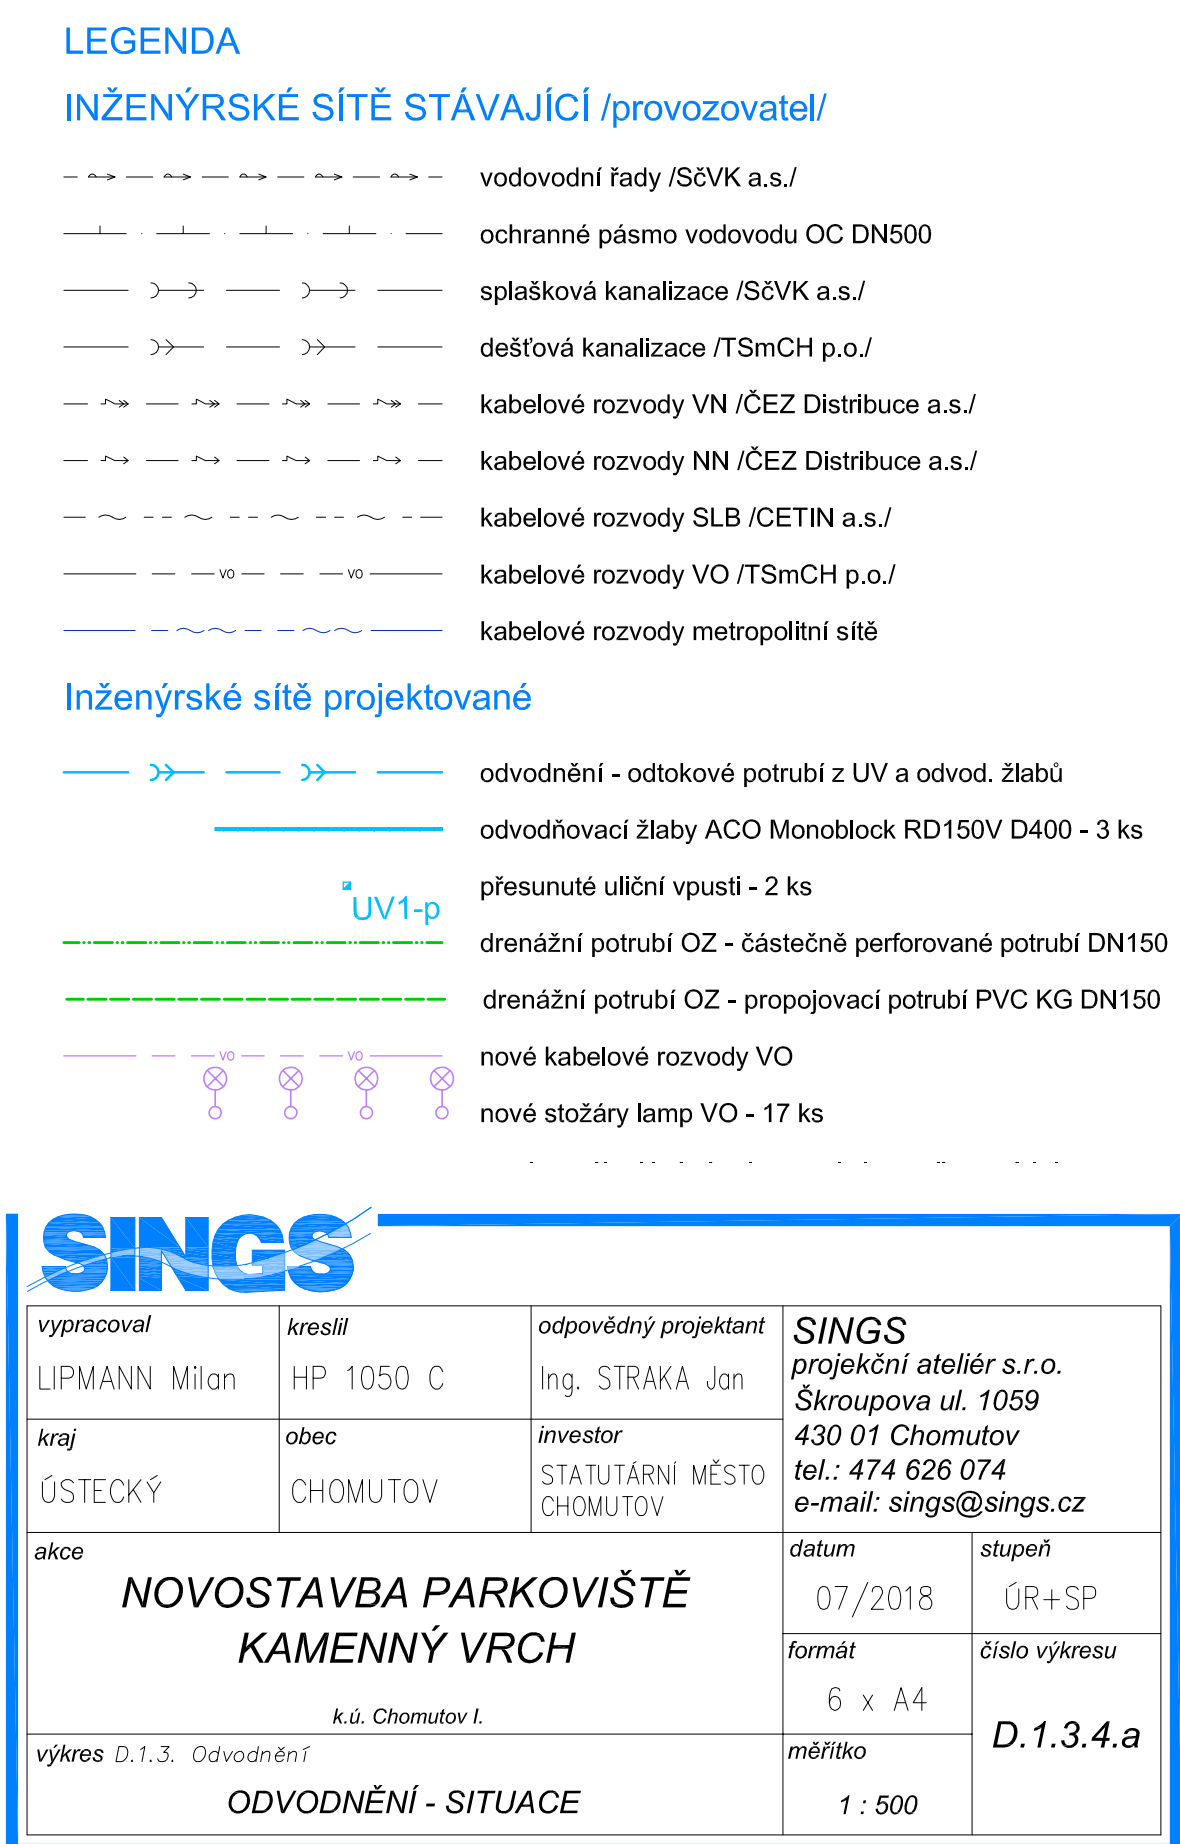 LEGENDA
INŽENÝRSKÉ SÍTĚ STÁVAJÍCÍ /provozovatel/
vodovodní řady /SčVK a.s./
ochranné pásmo vodovodu OC DN500
splašková kanalizace /SčVK a.s./
dešťová kanalizace /TSmCH p.o./
kabelové rozvody VN /ČEZ Distribuce a.s./
kabelové rozvody NN /ČEZ Distribuce a.s./
kabelové rozvody SLB /CETIN a.s./
VO VO kabelové rozvody VO /TSmCH p.o./
kabelové rozvody metropolitní sítě
Inženýrské sítě projektované
odvodnění - odtokové potrubí z UV a odvod. žlabů
odvodňovací žlaby ACO Monoblock RD150V D400 - 3 ks
UV1-p přesunuté uliční vpusti - 2 ks
drenážní potrubí OZ - částečně perforované potrubí DN150
drenážní potrubí OZ - propojovací potrubí PVC KG DN150
VO VO nové kabelové rozvody VO
nové stožáry lamp VO - 17 ks
SINGS
vypracoval
LIPMANN Milan
kreslil
HP 1050 C
odpovědný projektant
Ing. STRAKA Jan
SINGS
projekční ateliér s.r.o.
Škroupova ul. 1059
430 01 Chomutov
tel.: 474 626 074
e-mail: sings@sings.cz
kraj
ÚSTECKÝ
obec
CHOMUTOV
investor
STATUTÁRNÍ MĚSTO
CHOMUTOV
akce
NOVOSTAVBA PARKOVIŠTĚ
KAMENNÝ VRCH
k.ú. Chomutov I.
datum
07/2018
stupeň
ÚR+SP
formát
6 x A4
číslo výkresu
D.1.3.4.a
výkres D.1.3. Odvodnění
ODVODNĚNÍ - SITUACE
měřítko
1 : 500